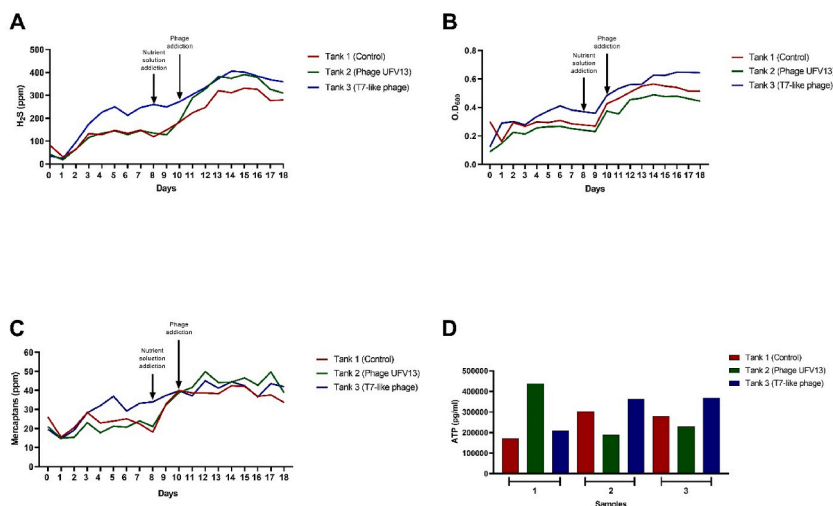 A
Phage
addiction
Nutrient
solution
addiction
Tank 1 (Control)
Tank 2 (Phage UFV13)
Tank 3 (T7-like phage)
H₂S (ppm)
500
400
300
200
100
0
0 1 2 3 4 5 6 7 8 9 10 11 12 13 14 15 16 17 18
Days
B
Phage
addiction
Nutrient
solution
addiction
Tank 1 (Control)
Tank 2 (Phage UFV13)
Tank 3 (T7-like phage)
O.D₆₀₀
0.8
0.6
0.4
0.2
0.0
0 1 2 3 4 5 6 7 8 9 10 11 12 13 14 15 16 17 18
Days
C
Phage
addiction
Nutrient
soluction
addiction
Tank 1 (Control)
Tank 2 (Phage UFV13)
Tank 3 (T7-like phage)
Mercaptans (ppm)
60
50
40
30
20
10
0
0 1 2 3 4 5 6 7 8 9 10 11 12 13 14 15 16 17 18
Days
D
Tank 1 (Control)
Tank 2 (Phage UFV13)
Tank 3 (T7-like phage)
ATP (pg/ml)
500000
400000
300000
200000
100000
0
1 2 3
Samples